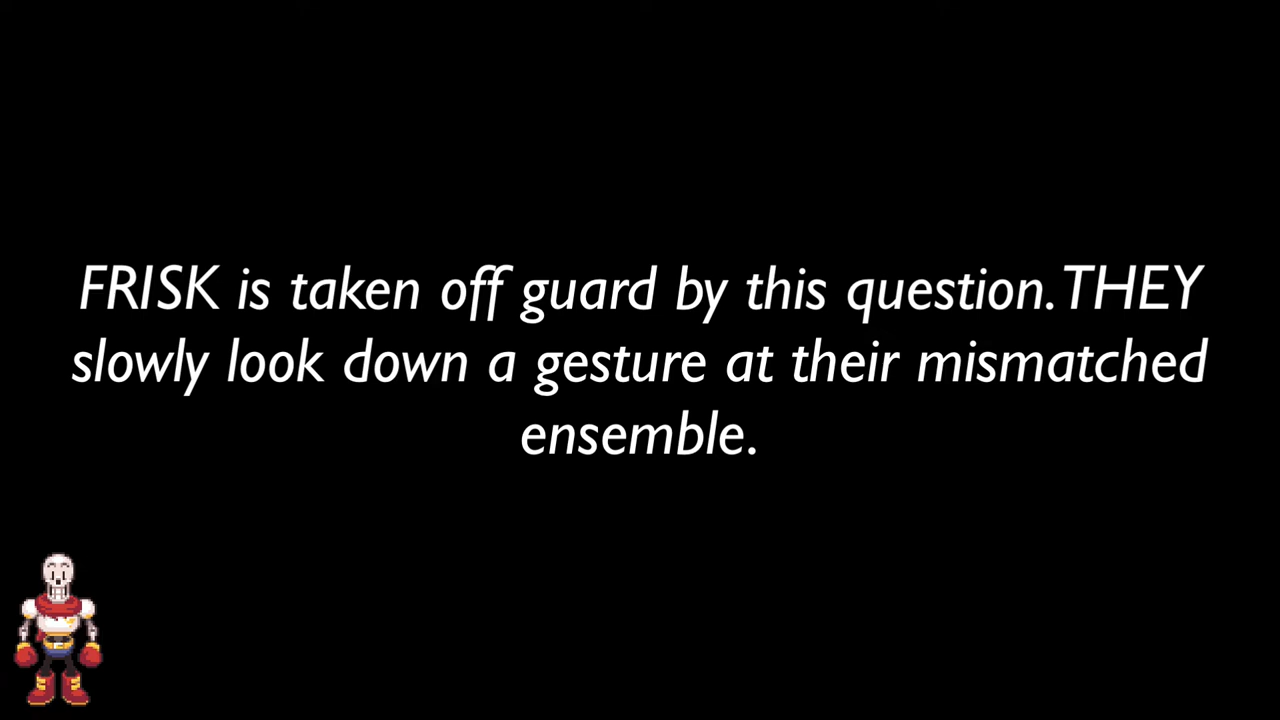 FRISK is taken off guard by this question. THEY
slowly look down a gesture at their mismatched
ensemble.